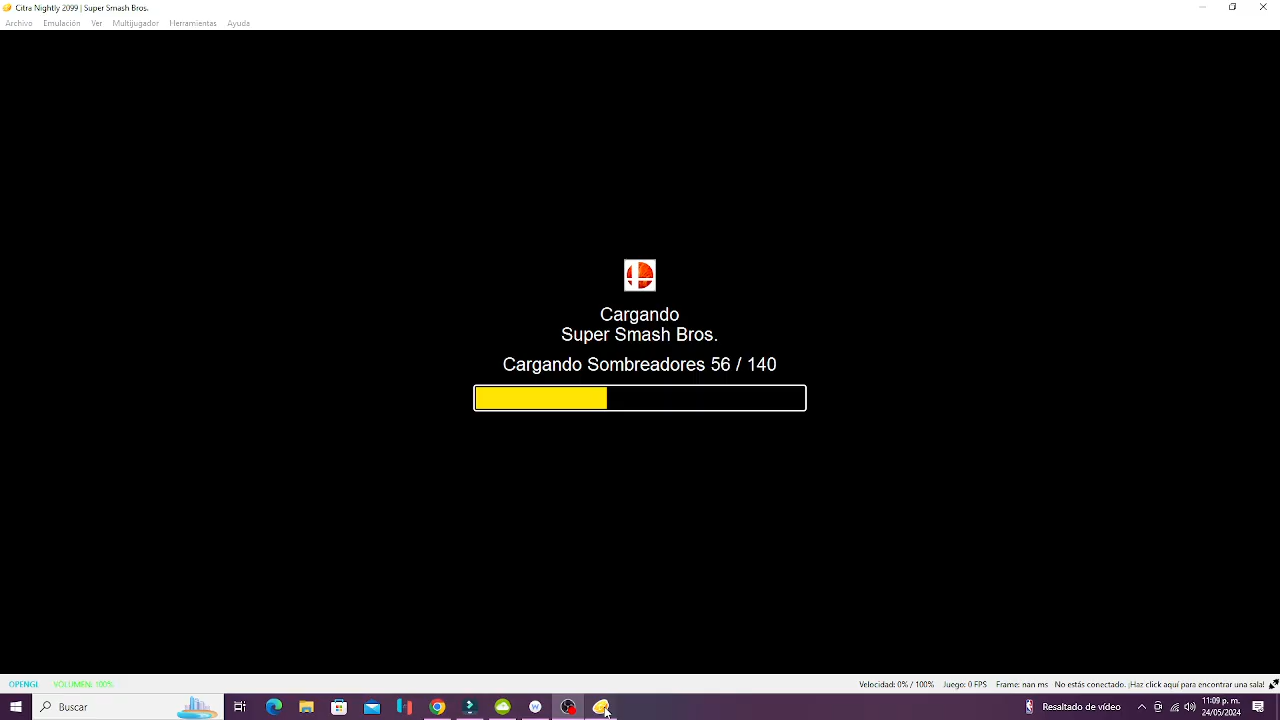 Citra Nightly 2099 | Super Smash Bros.
Archivo Emulación Ver Multijugador Herramientas Ayuda
Cargando
Super Smash Bros.
Cargando Sombreadores 56 / 140
OPENGL VOLUMEN: 100%
Velocidad: 0% / 100% Juego: 0 FPS Frame: nan ms No estás conectado. ¡Haz click aquí para encontrar una sala!
Buscar
Resultado de vídeo
11:09 p. m.
24/05/2024